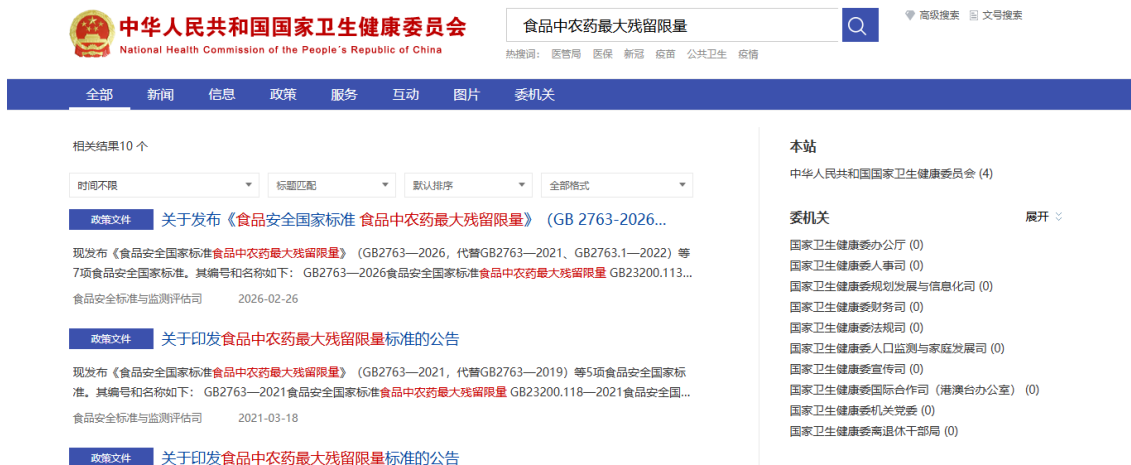 中华人民共和国国家卫生健康委员会
National Health Commission of the People's Republic of China
食品中农药最大残留限量
高级搜索 文号搜索
热搜词： 医管局 医保 新冠 疫苗 公共卫生 疫情
全部 新闻 信息 政策 服务 互动 图片 委机关
相关结果10 个
时间不限 标题匹配 默认排序 全部格式
政策文件 关于发布《食品安全国家标准 食品中农药最大残留限量》（GB 2763-2026...
现发布《食品安全国家标准食品中农药最大残留限量》（GB2763—2026，代替GB2763—2021、GB2763.1—2022）等
7项食品安全国家标准。其编号和名称如下： GB2763—2026食品安全国家标准食品中农药最大残留限量 GB23200.113...
食品安全标准与监测评估司 2026-02-26
政策文件 关于印发食品中农药最大残留限量标准的公告
现发布《食品安全国家标准食品中农药最大残留限量》（GB2763—2021，代替GB2763—2019）等5项食品安全国家标
准。其编号和名称如下： GB2763—2021食品安全国家标准食品中农药最大残留限量 GB23200.118—2021食品安全国...
食品安全标准与监测评估司 2021-03-18
政策文件 关于印发食品中农药最大残留限量标准的公告
本站
中华人民共和国国家卫生健康委员会 (4)
委机关 展开
国家卫生健康委办公厅 (0)
国家卫生健康委人事司 (0)
国家卫生健康委规划发展与信息化司 (0)
国家卫生健康委财务司 (0)
国家卫生健康委法规司 (0)
国家卫生健康委人口监测与家庭发展司 (0)
国家卫生健康委宣传司 (0)
国家卫生健康委国际合作司（港澳台办公室） (0)
国家卫生健康委机关党委 (0)
国家卫生健康委离退休干部局 (0)